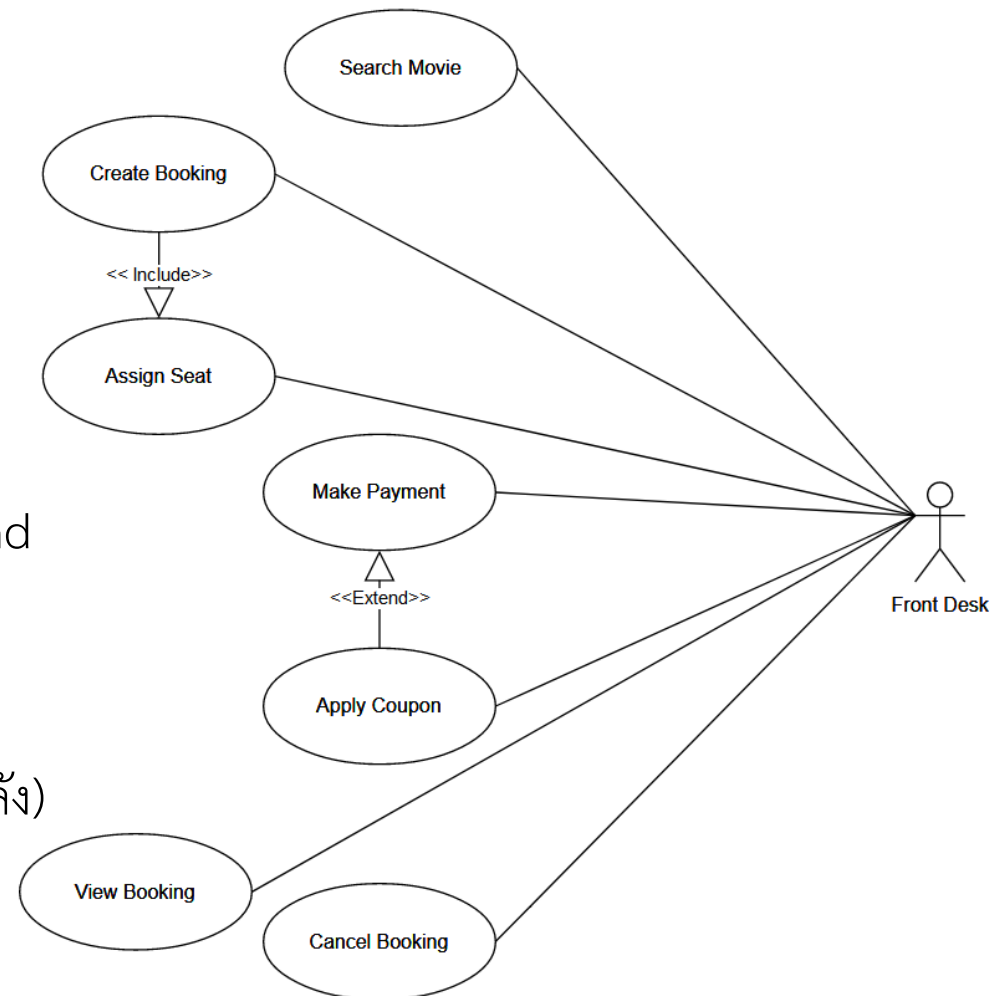 Search Movie
Create Booking
<< Include>>
Assign Seat
Make Payment
<<Extend>>
Front Desk
Apply Coupon
View Booking
Cancel Booking